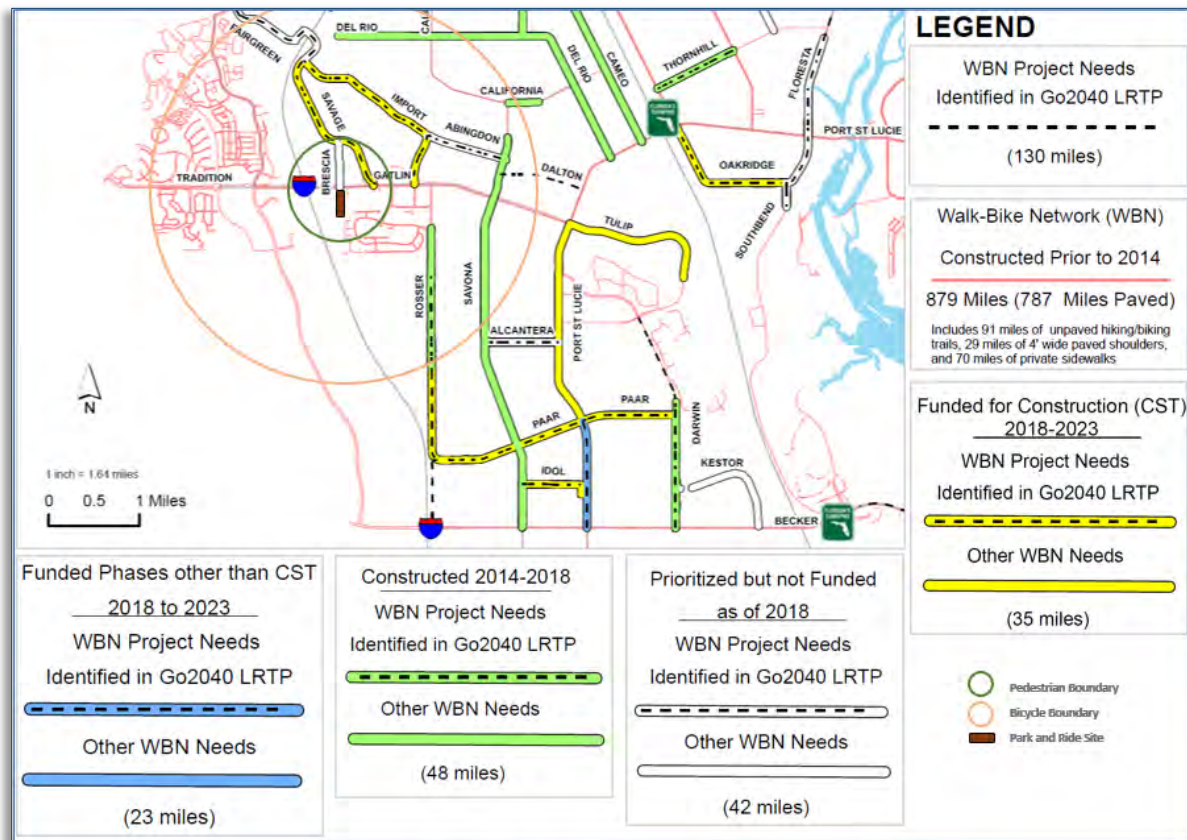 FAIRGREEN
CAI
DEL RIO
DEL RIO
CAMEO
THORNHILL
FLORESTA
CALIFORNIA
SAVAGE
IMPORT
ABINGDON
PORT ST LUCIE
OAKRIDGE
DALTON
BRESCIA
TRADITION
GATLIN
TULIP
SOUTHBEND
ROSSER
SAVONA
PORT ST LUCIE
ALCANTERA
PAAR
PAAR
DARWIN
IDOL
KESTOR
BECKER
N
1 inch = 1.64 miles
0 0.5 1 Miles
LEGEND
WBN Project Needs
Identified in Go2040 LRTP
(130 miles)
Walk-Bike Network (WBN)
Constructed Prior to 2014
879 Miles (787 Miles Paved)
Includes 91 miles of unpaved hiking/biking
trails, 29 miles of 4' wide paved shoulders,
and 70 miles of private sidewalks
Funded for Construction (CST)
2018-2023
WBN Project Needs
Identified in Go2040 LRTP
Other WBN Needs
(35 miles)
Pedestrian Boundary
Bicycle Boundary
Park and Ride Site
Funded Phases other than CST
2018 to 2023
WBN Project Needs
Identified in Go2040 LRTP
Other WBN Needs
(23 miles)
Constructed 2014-2018
WBN Project Needs
Identified in Go2040 LRTP
Other WBN Needs
(48 miles)
Prioritized but not Funded
as of 2018
WBN Project Needs
Identified in Go2040 LRTP
Other WBN Needs
(42 miles)